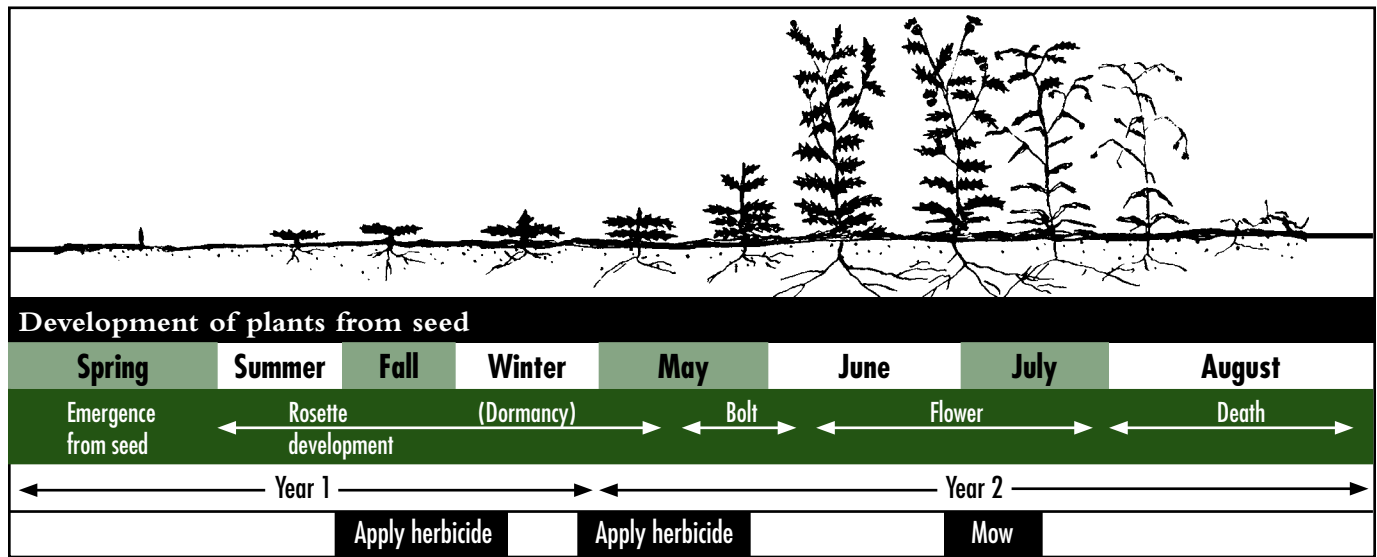 Development of plants from seed
Spring Summer Fall Winter May June July August
Emergence from seed
Rosette development
(Dormancy)
Bolt
Flower
Death
Year 1 Year 2
Apply herbicide Apply herbicide Mow